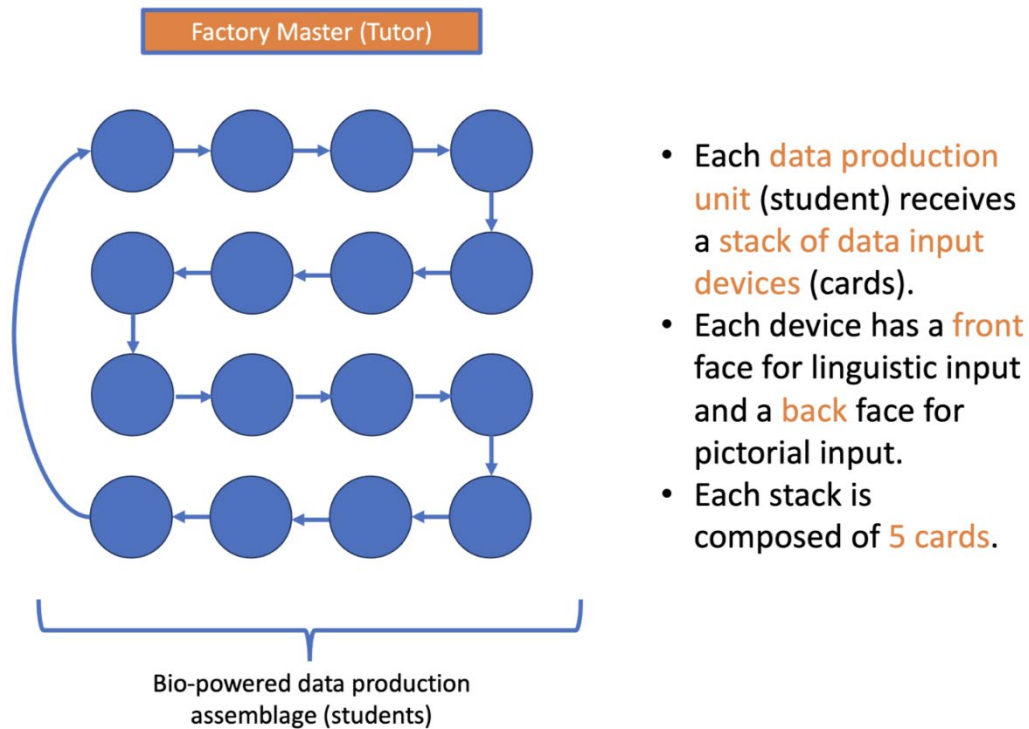 Factory Master (Tutor)
• Each data production
unit (student) receives
a stack of data input
devices (cards).
• Each device has a front
face for linguistic input
and a back face for
pictorial input.
• Each stack is
composed of 5 cards.
Bio-powered data production
assemblage (students)